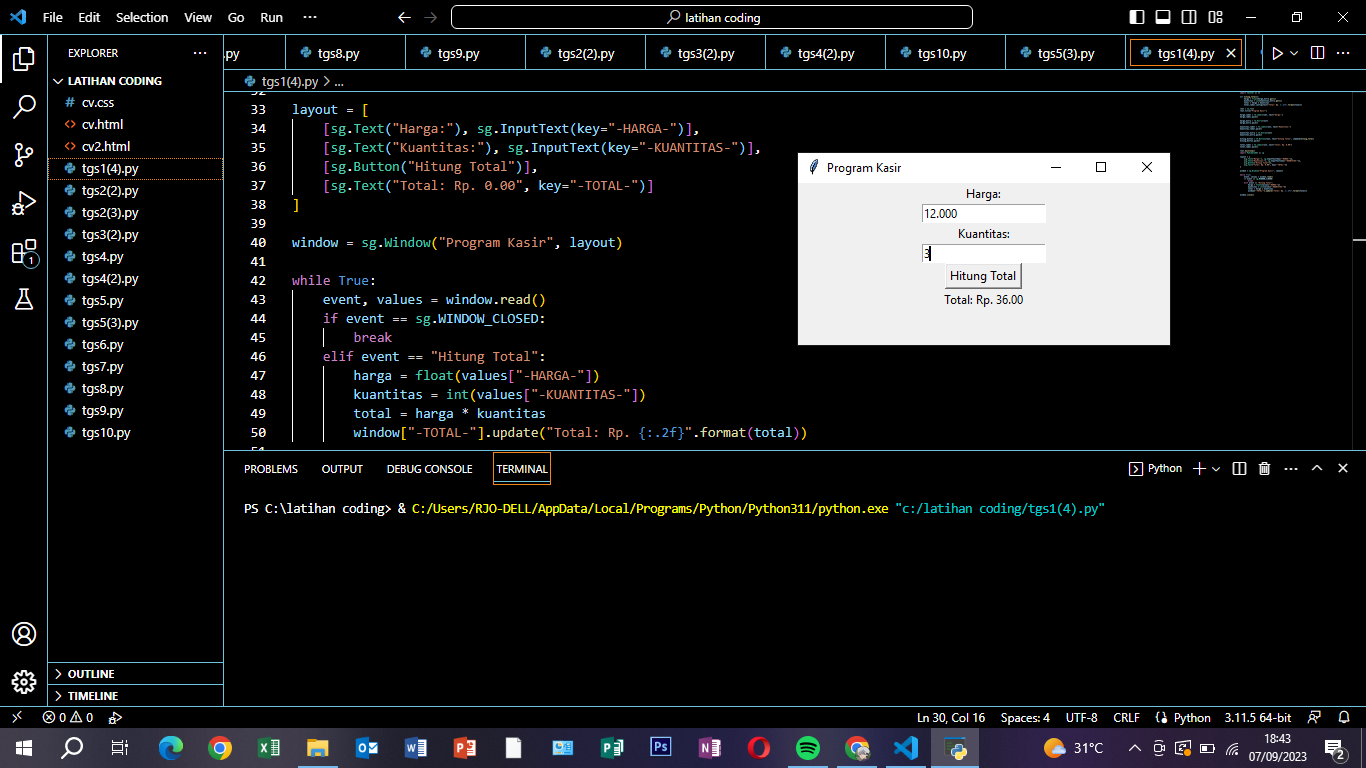 File Edit Selection View Go Run ··· latihan coding
EXPLORER ···
.py tgs8.py tgs9.py tgs2(2).py tgs3(2).py tgs4(2).py tgs10.py tgs5(3).py tgs1(4).py
LATIHAN CODING
cv.css
cv.html
cv2.html
tgs1(4).py
tgs2(2).py
tgs2(3).py
tgs3(2).py
tgs4.py
tgs4(2).py
tgs5.py
tgs5(3).py
tgs6.py
tgs7.py
tgs8.py
tgs9.py
tgs10.py
OUTLINE
TIMELINE
1
tgs1(4).py > ...
33 layout = [
34 [sg.Text("Harga:"), sg.InputText(key="-HARGA-")],
35 [sg.Text("Kuantitas:"), sg.InputText(key="-KUANTITAS-")],
36 [sg.Button("Hitung Total")],
37 [sg.Text("Total: Rp. 0.00", key="-TOTAL-")]
38 ]
39
40 window = sg.Window("Program Kasir", layout)
41
42 while True:
43 event, values = window.read()
44 if event == sg.WINDOW_CLOSED:
45 break
46 elif event == "Hitung Total":
47 harga = float(values["-HARGA-"])
48 kuantitas = int(values["-KUANTITAS-"])
49 total = harga * kuantitas
50 window["-TOTAL-"].update("Total: Rp. {:.2f}".format(total))
Program Kasir
Harga:
12.000
Kuantitas:
3
Hitung Total
Total: Rp. 36.00
PROBLEMS OUTPUT DEBUG CONSOLE TERMINAL Python
PS C:\latihan coding> & C:/Users/RJO-DELL/AppData/Local/Programs/Python/Python311/python.exe "c:/latihan coding/tgs1(4).py"
0 0 Ln 30, Col 16 Spaces: 4 UTF-8 CRLF Python 3.11.5 64-bit
31°C 18:43
07/09/2023
2